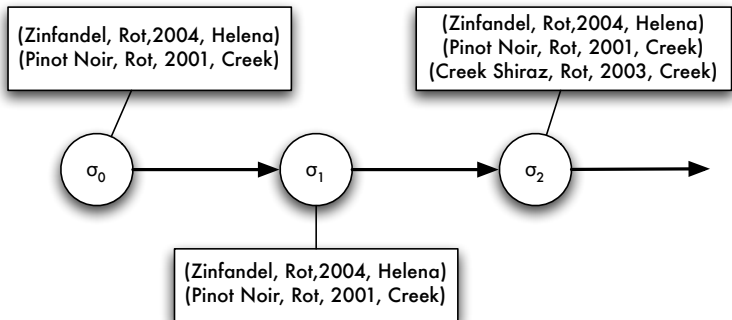 (Zinfandel, Rot,2004, Helena)
(Pinot Noir, Rot, 2001, Creek)
(Zinfandel, Rot,2004, Helena)
(Pinot Noir, Rot, 2001, Creek)
(Creek Shiraz, Rot, 2003, Creek)
σ₀
σ₁
σ₂
(Zinfandel, Rot,2004, Helena)
(Pinot Noir, Rot, 2001, Creek)